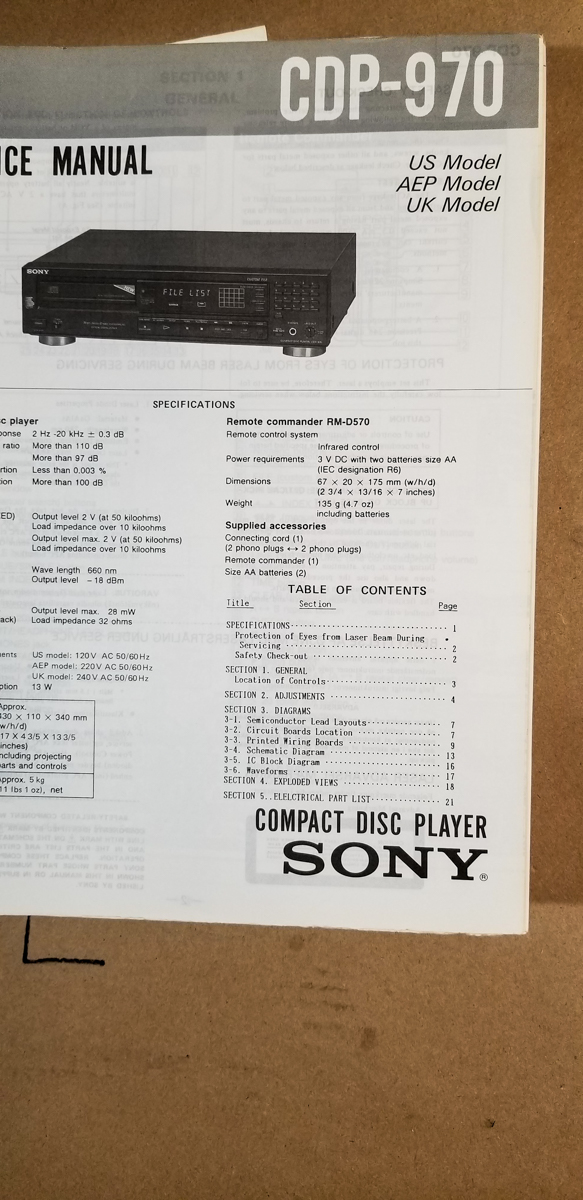 CDP-970
ICE MANUAL
US Model
AEP Model
UK Model
SONY
FILE LIST
SPECIFICATIONS
sc player
ponse 2 Hz -20 kHz ± 0.3 dB
ratio More than 110 dB
More than 97 dB
ortion Less than 0.003 %
tion More than 100 dB
ED) Output level 2 V (at 50 kiloohms)
Load impedance over 10 kiloohms
Output level max. 2 V (at 50 kiloohms)
Load impedance over 10 kiloohms
Wave length 660 nm
Output level – 18 dBm
Output level max. 28 mW
ack) Load impedance 32 ohms
ments US model: 120V AC 50/60Hz
AEP model: 220V AC 50/60Hz
UK model: 240V AC 50/60Hz
ption 13 W
Approx.
430 × 110 × 340 mm
w/h/d)
17 X 4 3/5 X 13 3/5
inches)
ncluding projecting
arts and controls
pprox. 5 kg
11 lbs 1 oz), net
Remote commander RM-D570
Remote control system
Infrared control
Power requirements 3 V DC with two batteries size AA
(IEC designation R6)
Dimensions 67 × 20 × 175 mm (w/h/d)
(2 3/4 × 13/16 × 7 inches)
Weight 135 g (4.7 oz)
including batteries
Supplied accessories
Connecting cord (1)
(2 phono plugs ↔ 2 phono plugs)
Remote commander (1)
Size AA batteries (2)
TABLE OF CONTENTS
Title Section Page
SPECIFICATIONS 1
Protection of Eyes from Laser Beam During
Servicing 2
Safety Check-out 2
SECTION 1. GENERAL
Location of Controls 3
SECTION 2. ADJUSTMENTS 4
SECTION 3. DIAGRAMS
3-1. Semiconductor Lead Layouts 7
3-2. Circuit Boards Location 7
3-3. Printed Wiring Boards 9
3-4. Schematic Diagram 13
3-5. IC Block Diagram 16
3-6. Waveforms 17
SECTION 4. EXPLODED VIEWS 18
SECTION 5. ELELCTRICAL PART LIST 21
COMPACT DISC PLAYER
SONY®